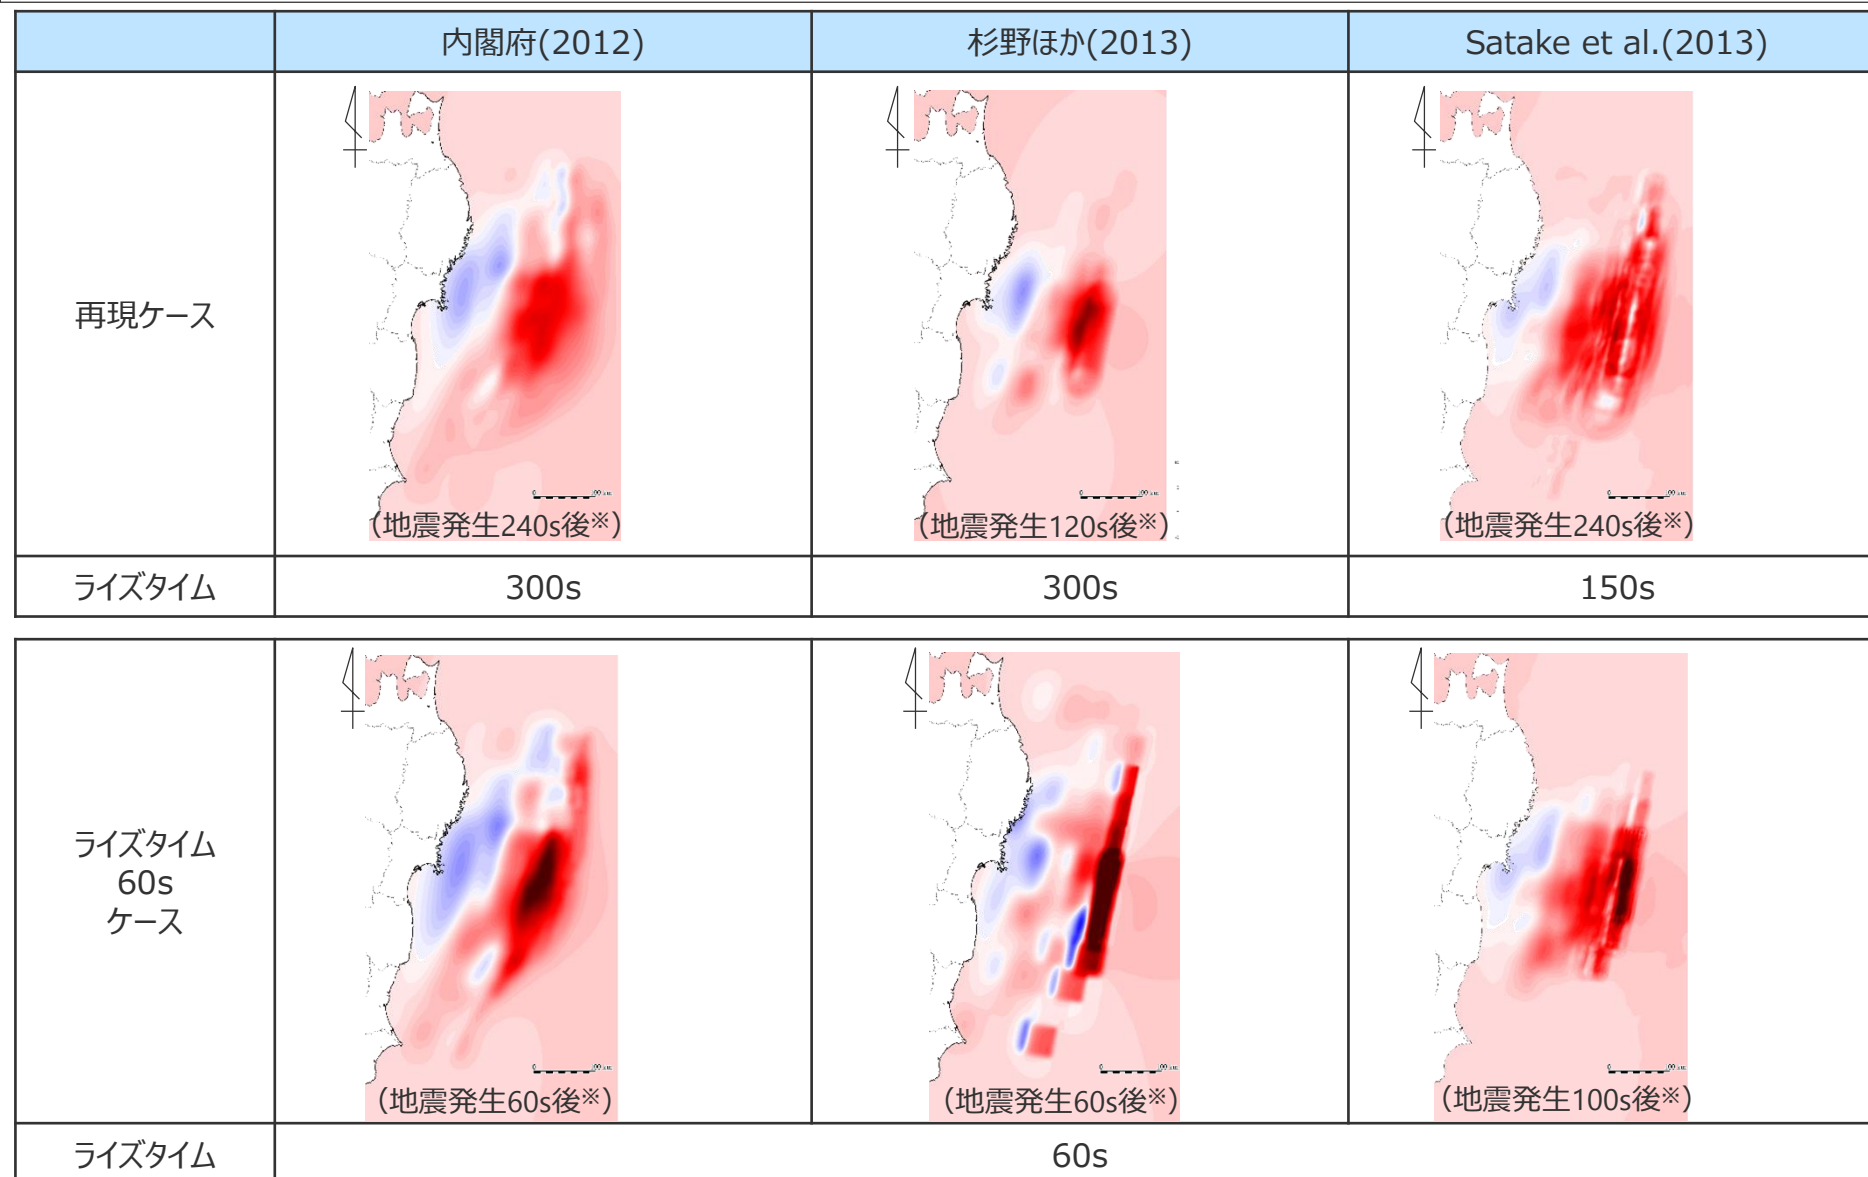 内閣府(2012)
杉野ほか(2013)
Satake et al.(2013)
再現ケース
(地震発生240s後※)
(地震発生120s後※)
(地震発生240s後※)
ライズタイム
300s
300s
150s
ライズタイム
60s
ケース
(地震発生60s後※)
(地震発生60s後※)
(地震発生100s後※)
ライズタイム
60s